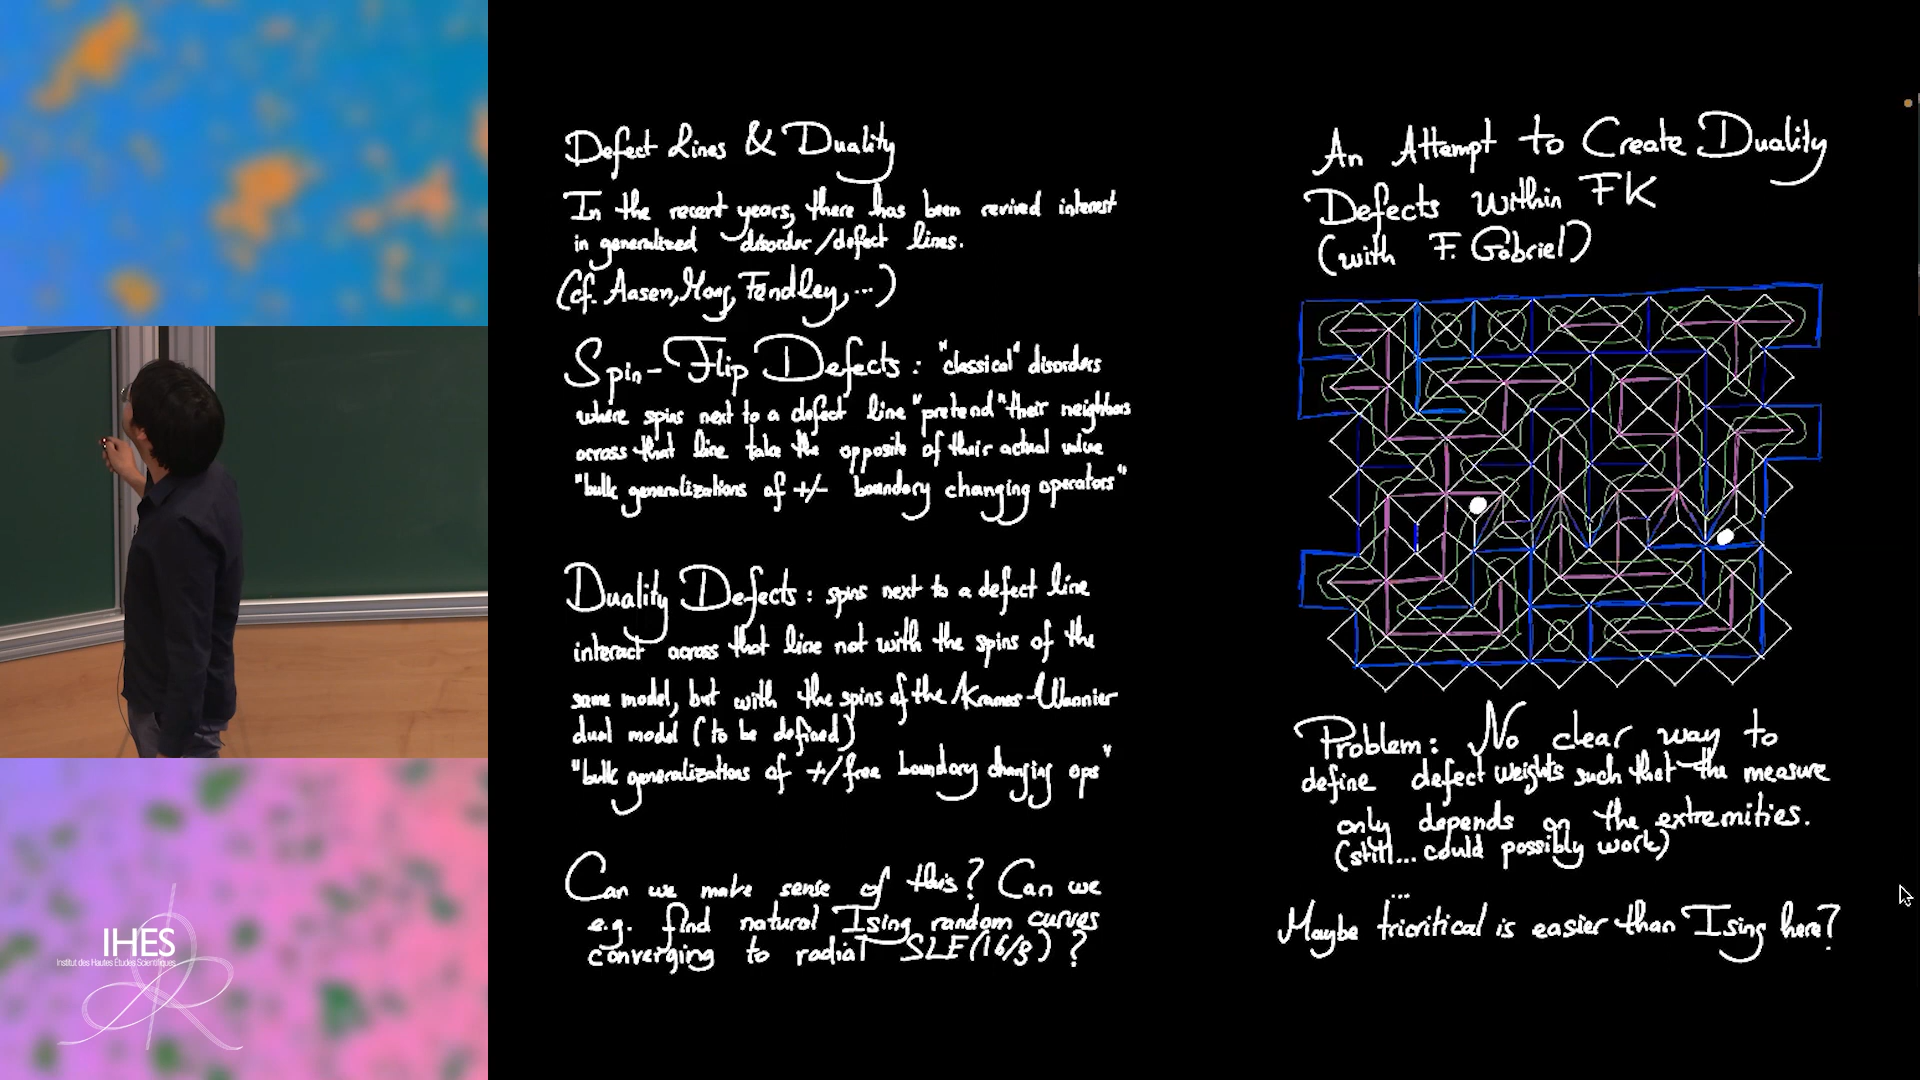 Defect Lines & Duality
In the recent years, there has been revived interest
in generalized disorder/defect lines.
(cf. Aasen, Mong, Fendley, ...)
Spin-Flip Defects: "classical" disorders
where spins next to a defect line "pretend" their neighbors
across that line take the opposite of their actual value
"bulk generalizations of +/- boundary changing operators"
Duality Defects: spins next to a defect line
interact across that line not with the spins of the
same model, but with the spins of the Kramer-Wannier
dual model (to be defined)
"bulk generalizations of +/free boundary changing ops"
Can we make sense of this? Can we
e.g. find natural Ising random curves
converging to radial SLE(16/3)?
An Attempt to Create Duality
Defects within FK
(with F. Gabriel)
Problem: No clear way to
define defect weights such that the measure
only depends on the extremities.
(still... could possibly work)
...
Maybe tricritical is easier than Ising here?
IHES
Institut des Hautes Études Scientifiques